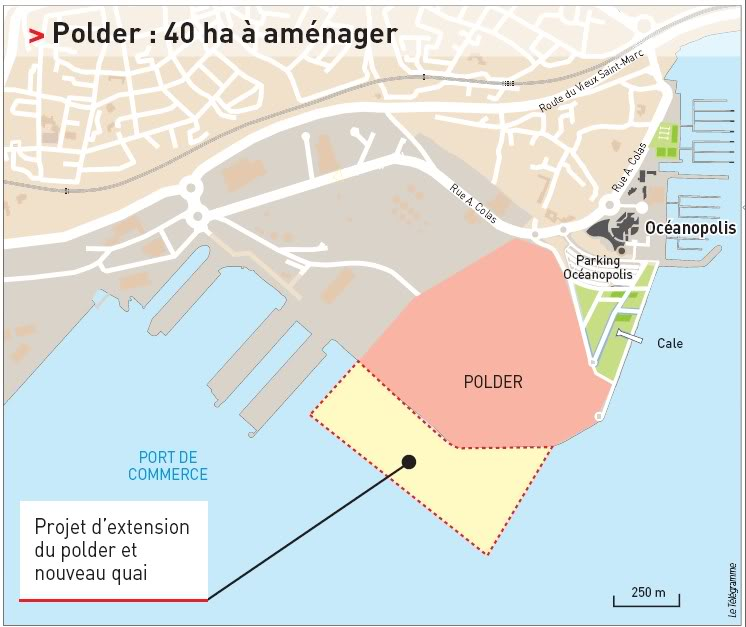 > Polder : 40 ha à aménager
Route du Vieux Saint-Marc
Rue A. Colas
Rue A. Colas
Océanopolis
Parking
Océanopolis
Cale
POLDER
PORT DE
COMMERCE
Projet d'extension
du polder et
nouveau quai
250 m
Le Télégramme